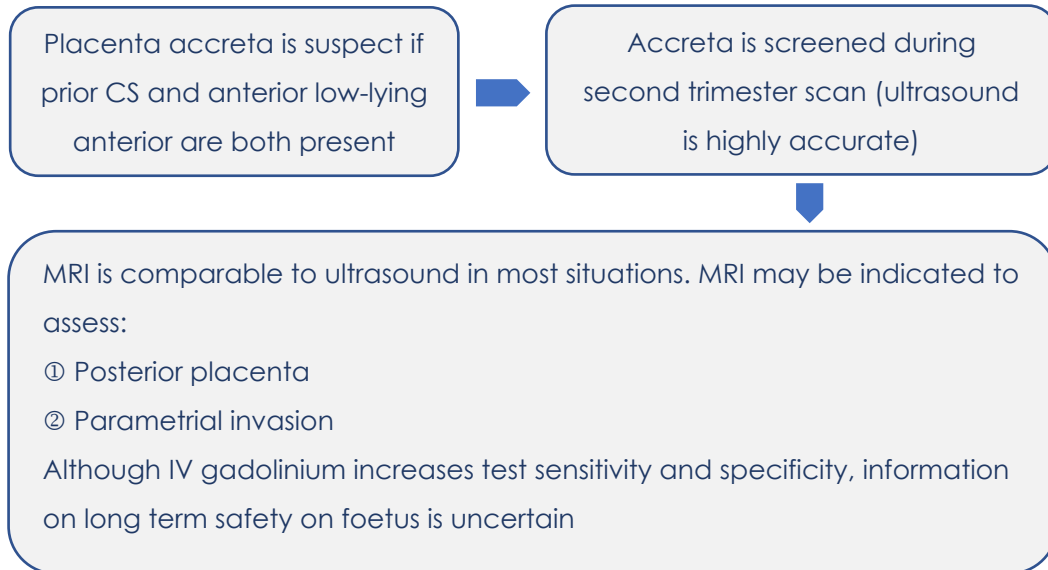 Placenta accreta is suspect if
prior CS and anterior low-lying
anterior are both present
Accreta is screened during
second trimester scan (ultrasound
is highly accurate)
MRI is comparable to ultrasound in most situations. MRI may be indicated to
assess:
① Posterior placenta
② Parametrial invasion
Although IV gadolinium increases test sensitivity and specificity, information
on long term safety on foetus is uncertain